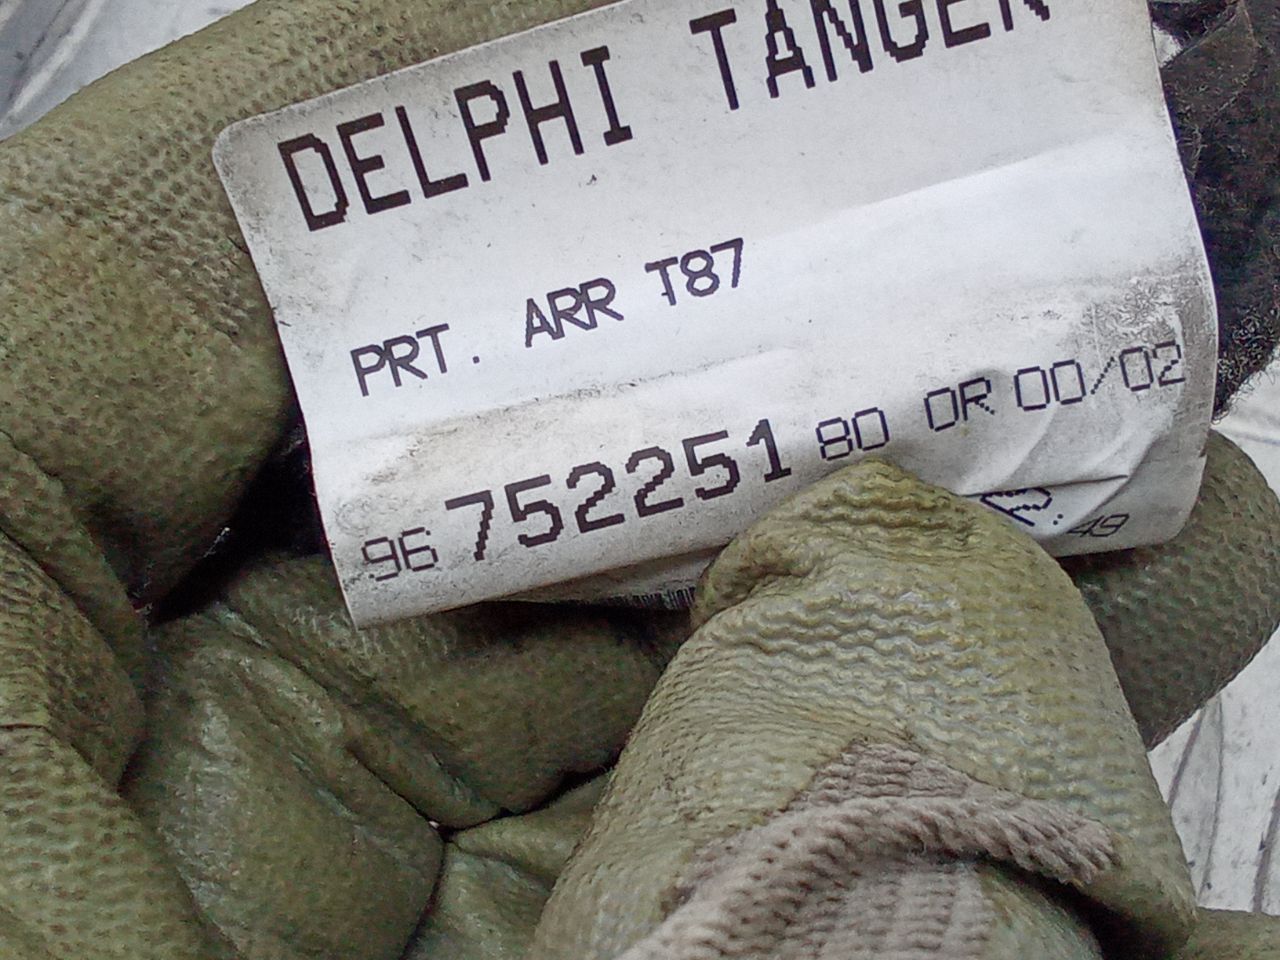 DELPHI TANGER
PRT. ARR T87
96 752251 80 OR 00/02
49